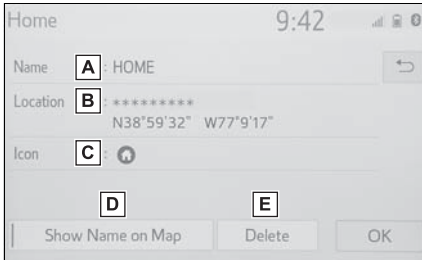 Home 9:42
Name A : HOME
Location B : *********
N38°59'32" W77°9'17"
Icon C :
D E
Show Name on Map Delete OK